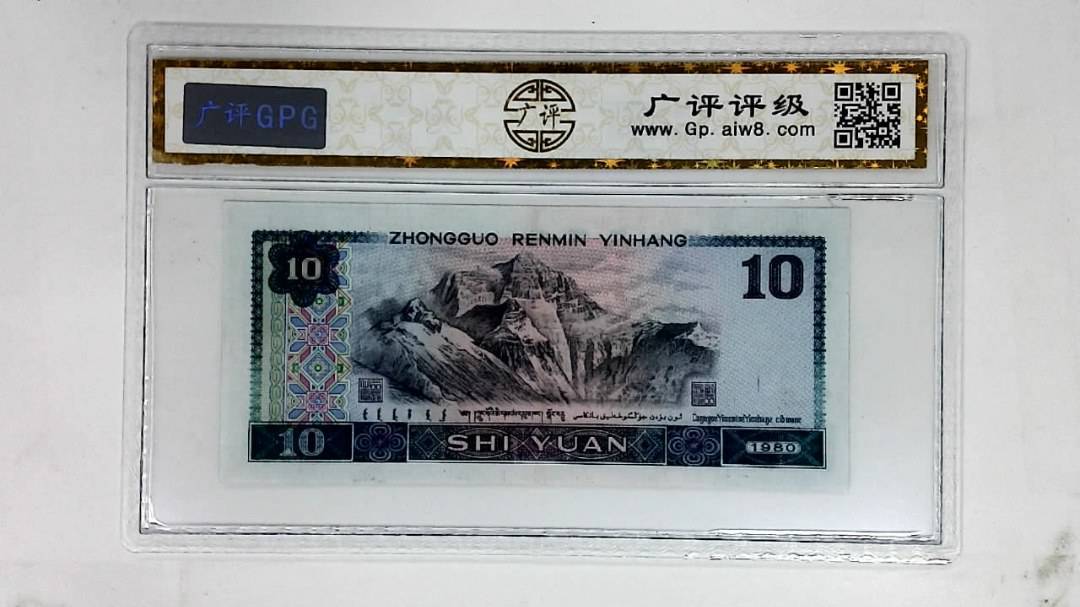 广评GPG
广评
广评评级
www.Gp.aiw8.com
ZHONGGUO RENMIN YINHANG
10
10
10
SHI YUAN
1980